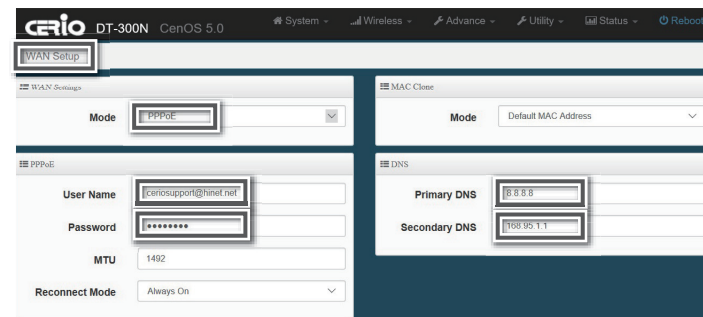 CERIO DT-300N CenOS 5.0 System Wireless Advance Utility Status Reboot
WAN Setup
WAN Settings
Mode PPPoE
MAC Clone
Mode Default MAC Address
PPPoE
User Name ceriosupport@hinet.net
Password ••••••••
MTU 1492
Reconnect Mode Always On
DNS
Primary DNS 8.8.8.8
Secondary DNS 168.95.1.1